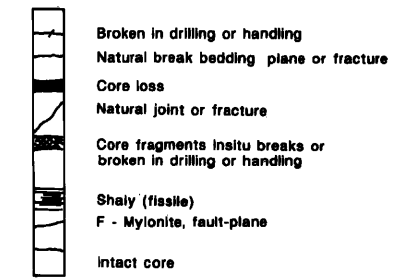 Broken in drilling or handling
Natural break bedding plane or fracture
Core loss
Natural joint or fracture
Core fragments insitu breaks or
broken in drilling or handling
Shaly (fissile)
F - Mylonite, fault-plane
Intact core